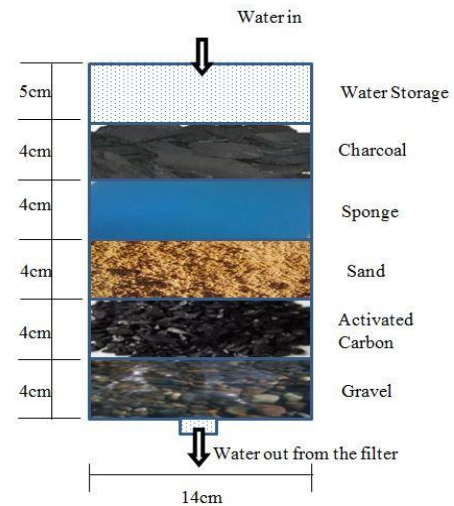 Water in
5cm
Water Storage
4cm
Charcoal
4cm
Sponge
4cm
Sand
4cm
Activated
Carbon
4cm
Gravel
Water out from the filter
14cm